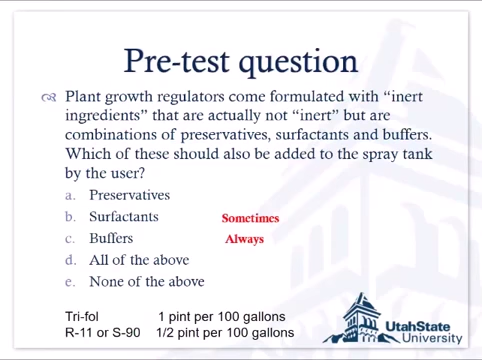 Pre-test question
Plant growth regulators come formulated with “inert
ingredients” that are actually not “inert” but are
combinations of preservatives, surfactants and buffers.
Which of these should also be added to the spray tank
by the user?
a. Preservatives
b. Surfactants Sometimes
c. Buffers Always
d. All of the above
e. None of the above
Tri-fol 1 pint per 100 gallons
R-11 or S-90 1/2 pint per 100 gallons
UtahState
University